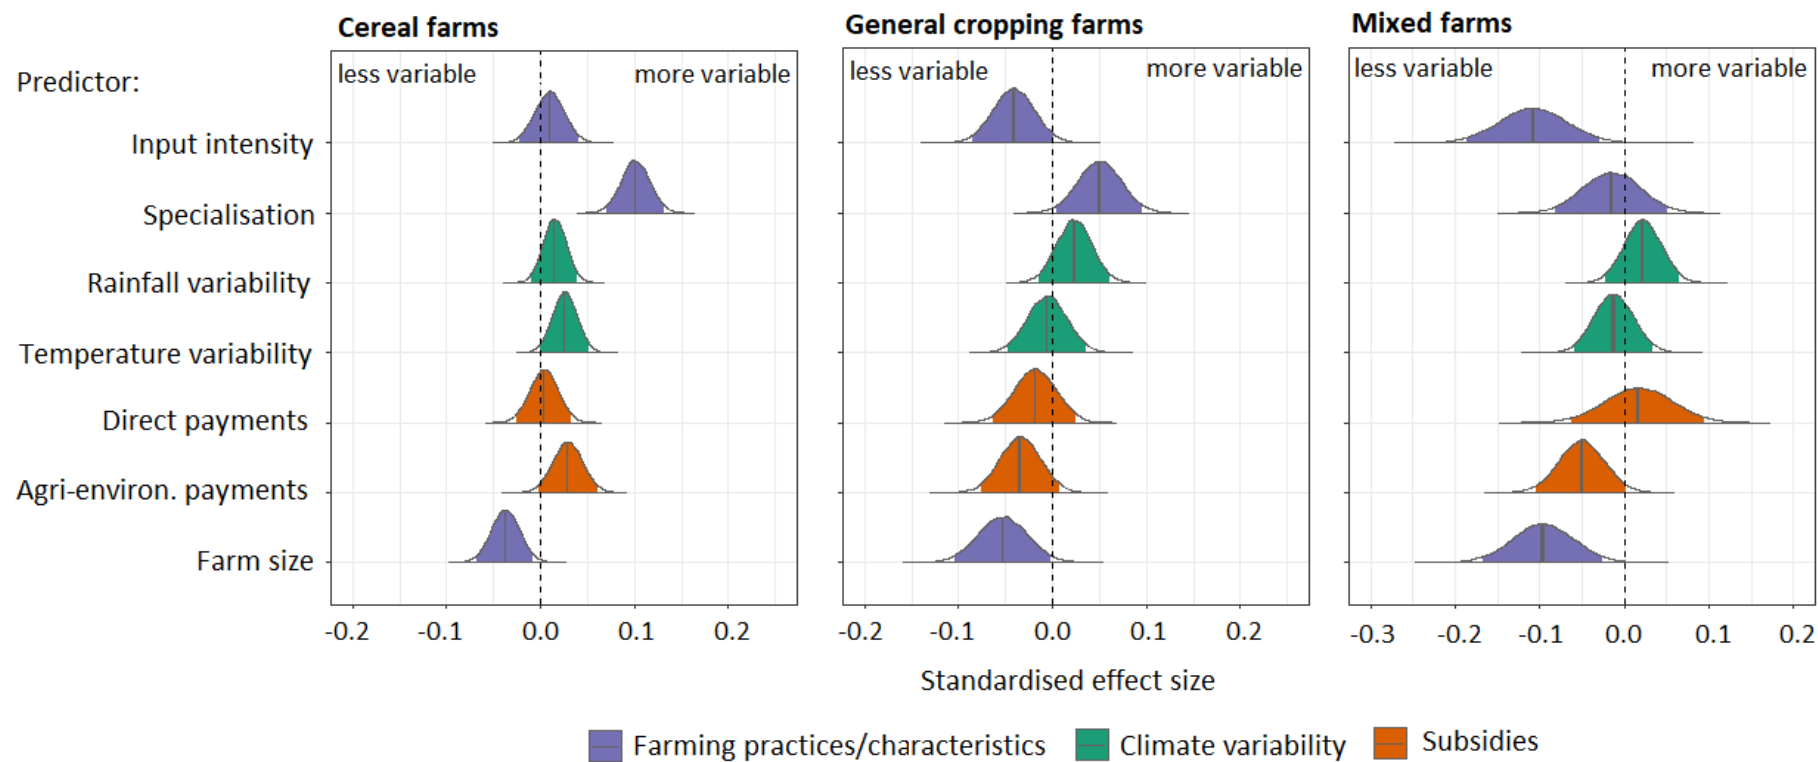 Cereal farms
General cropping farms
Mixed farms
Predictor:
less variable more variable
less variable more variable
less variable more variable
Input intensity
Specialisation
Rainfall variability
Temperature variability
Direct payments
Agri-environ. payments
Farm size
-0.2 -0.1 0.0 0.1 0.2
-0.2 -0.1 0.0 0.1 0.2
-0.3 -0.2 -0.1 0.0 0.1 0.2
Standardised effect size
Farming practices/characteristics
Climate variability
Subsidies